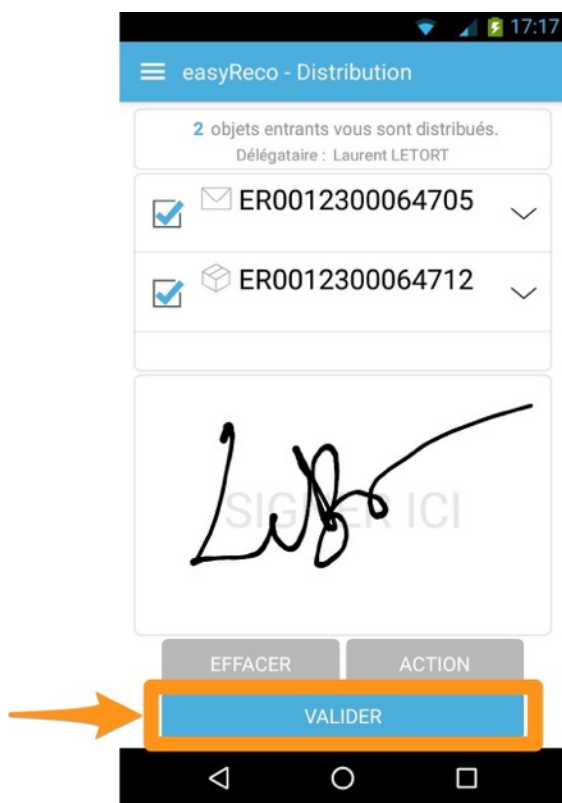 17:17
easyReco - Distribution
2 objets entrants vous sont distribués.
Délégataire : Laurent LETORT
ER0012300064705
ER0012300064712
SIGNER ICI
EFFACER
ACTION
VALIDER